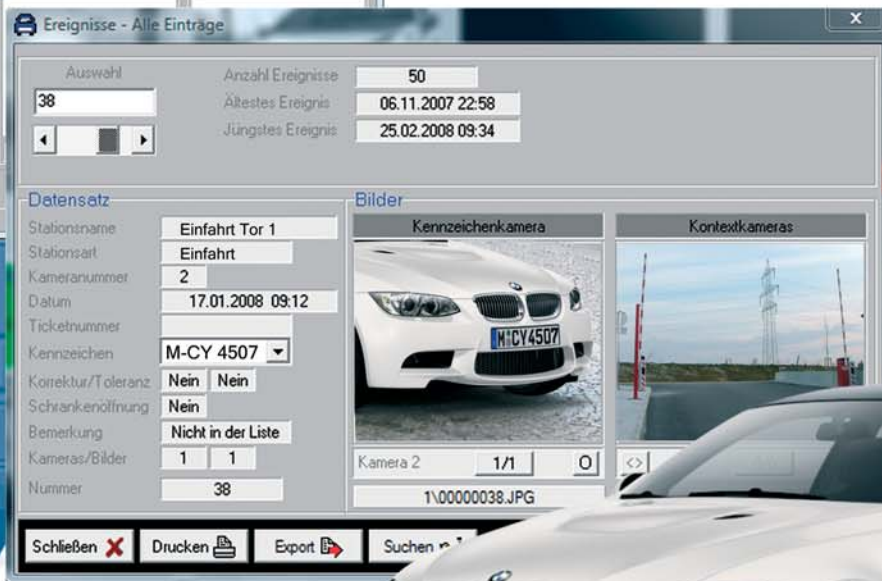 Ereignisse - Alle Einträge
x
Auswahl
38
Anzahl Ereignisse 50
Ältestes Ereignis 06.11.2007 22:58
Jüngstes Ereignis 25.02.2008 09:34
Datensatz
Stationsname Einfahrt Tor 1
Stationsart Einfahrt
Kameranummer 2
Datum 17.01.2008 09:12
Ticketnummer
Kennzeichen M-CY 4507
Korrektur/Toleranz Nein Nein
Schrankenöffnung Nein
Bemerkung Nicht in der Liste
Kameras/Bilder 1 1
Nummer 38
Bilder
Kennzeichenkamera
Kontextkameras
M CY 4507
Kamera 2 1/1 O
<>
1\00000038.JPG
Schließen Drucken Export Suchen